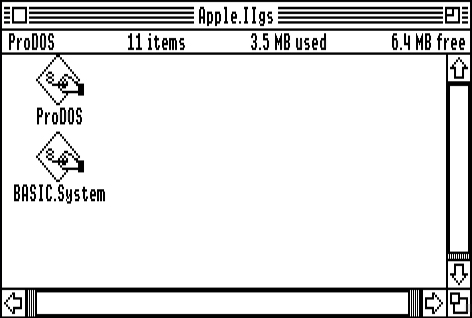 Apple.IIgs
ProDOS 11 items 3.5 MB used 6.4 MB free
ProDOS
BASIC.System